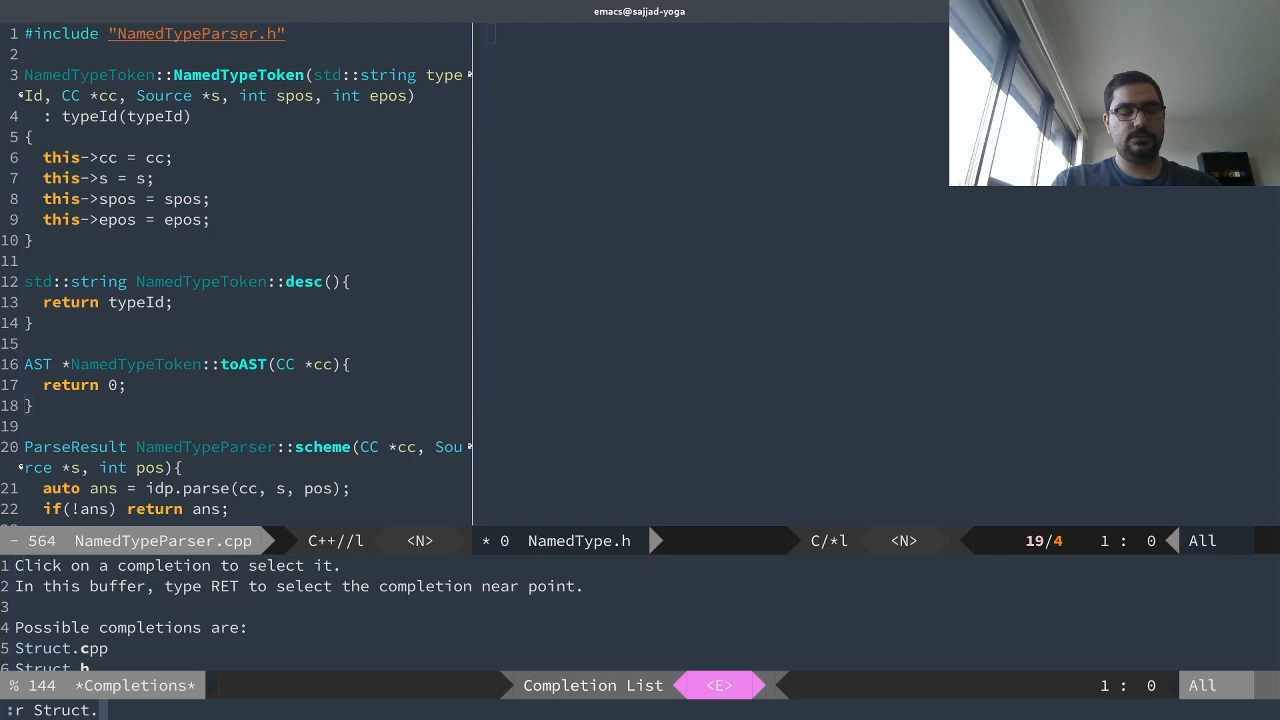 emacs@sajjad-yoga
1 #include "NamedTypeParser.h"
2
3 NamedTypeToken::NamedTypeToken(std::string type
Id, CC *cc, Source *s, int spos, int epos)
4 : typeId(typeId)
5 {
6 this->cc = cc;
7 this->s = s;
8 this->spos = spos;
9 this->epos = epos;
10 }
11
12 std::string NamedTypeToken::desc(){
13 return typeId;
14 }
15
16 AST *NamedTypeToken::toAST(CC *cc){
17 return 0;
18 }
19
20 ParseResult NamedTypeParser::scheme(CC *cc, Sou
rce *s, int pos){
21 auto ans = idp.parse(cc, s, pos);
22 if(!ans) return ans;
- 564 NamedTypeParser.cpp C++//l <N>
* 0 NamedType.h C/*l <N> 19/4 1 : 0 All
1 Click on a completion to select it.
2 In this buffer, type RET to select the completion near point.
3
4 Possible completions are:
5 Struct.cpp
6 Struct.h
% 144 *Completions* Completion List <E> 1 : 0 All
:r Struct.